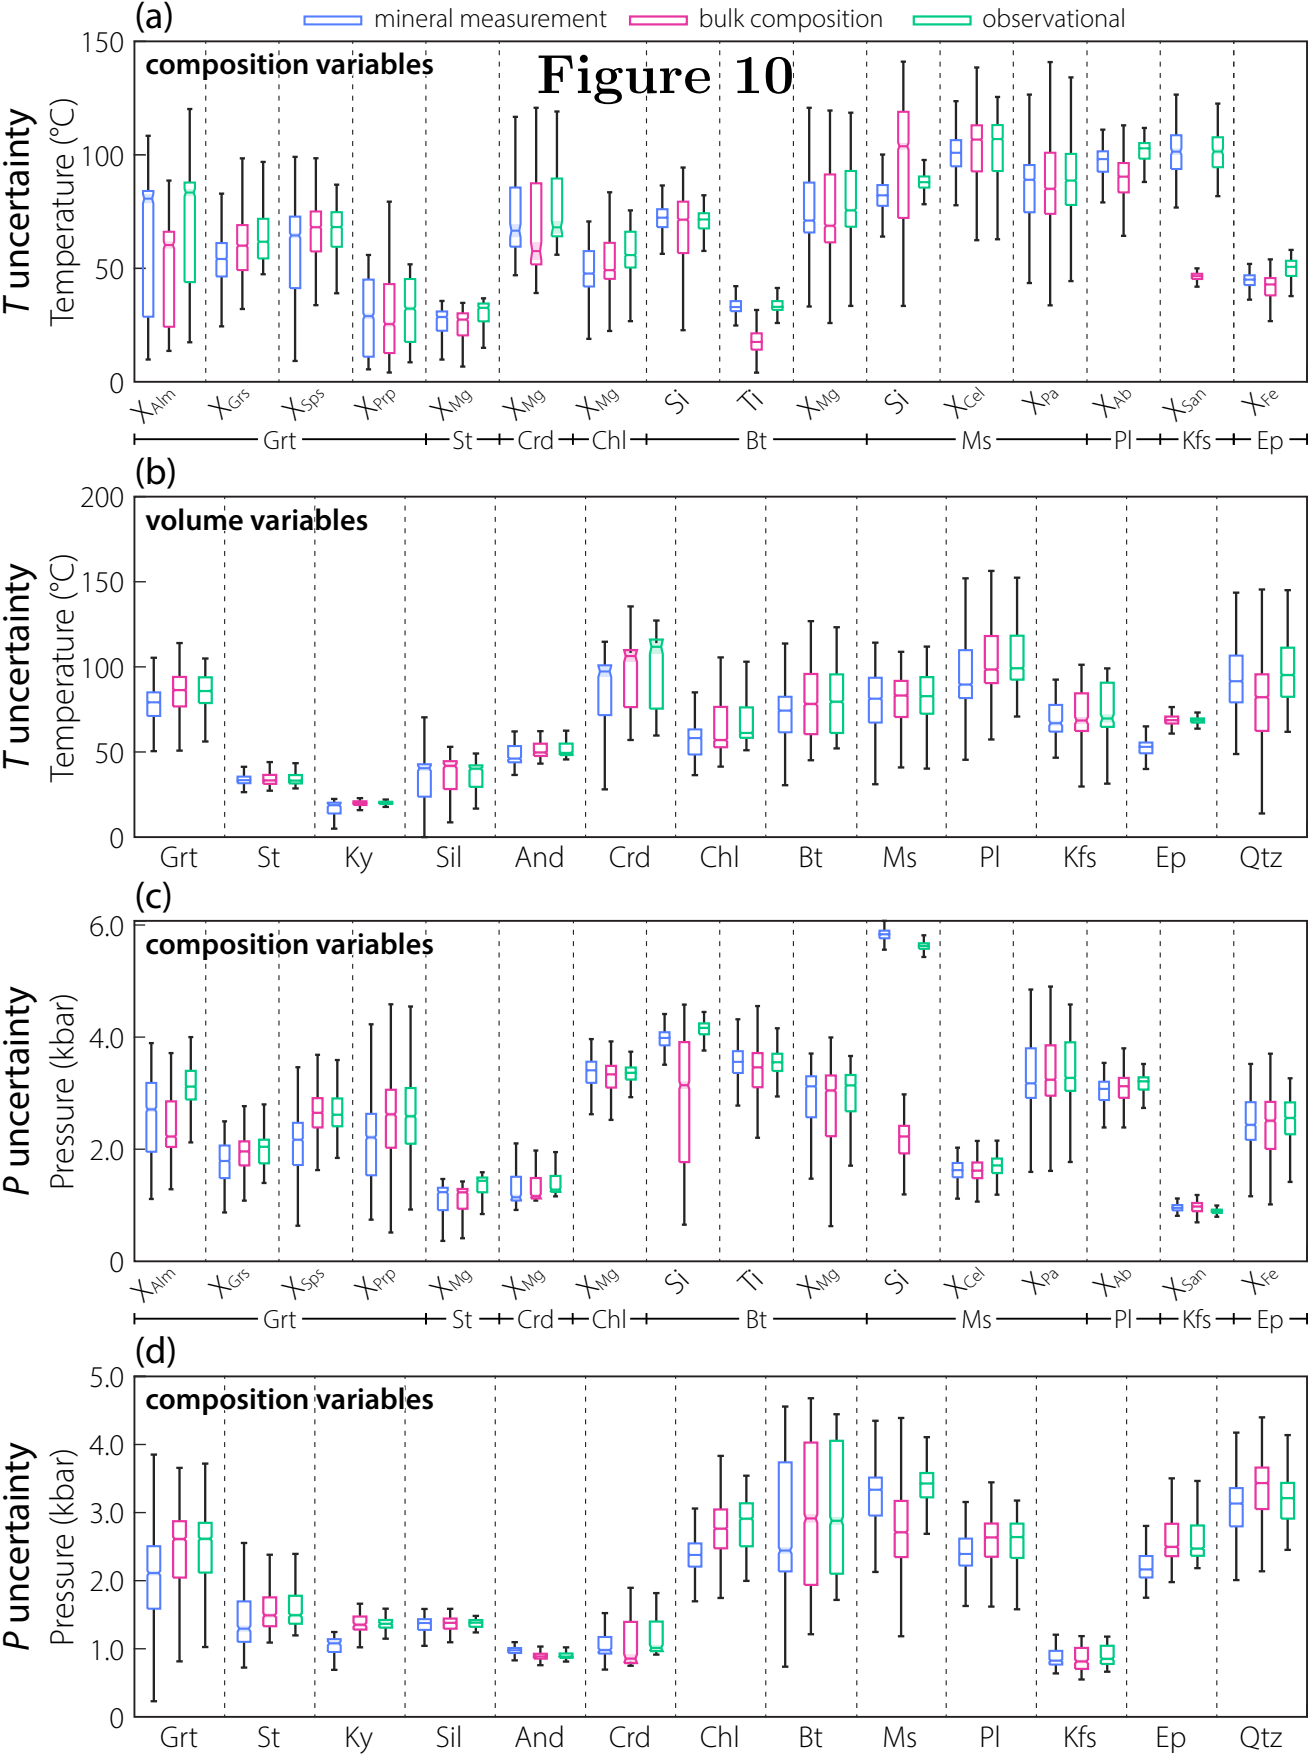 (a)
mineral measurement bulk composition observational
composition variables
Figure 10
T uncertainty
Temperature (°C)
150
100
50
0
XAlm XGrs XSps XPrp XMg XMg XMg Si Ti XMg Si XCel XPa XAb XSan XFe
Grt St Crd Chl Bt Ms Pl Kfs Ep
(b)
volume variables
T uncertainty
Temperature (°C)
200
150
100
50
0
Grt St Ky Sil And Crd Chl Bt Ms Pl Kfs Ep Qtz
(c)
composition variables
P uncertainty
Pressure (kbar)
6.0
4.0
2.0
0
XAlm XGrs XSps XPrp XMg XMg XMg Si Ti XMg Si XCel XPa XAb XSan XFe
Grt St Crd Chl Bt Ms Pl Kfs Ep
(d)
composition variables
P uncertainty
Pressure (kbar)
5.0
4.0
3.0
2.0
1.0
0
Grt St Ky Sil And Crd Chl Bt Ms Pl Kfs Ep Qtz